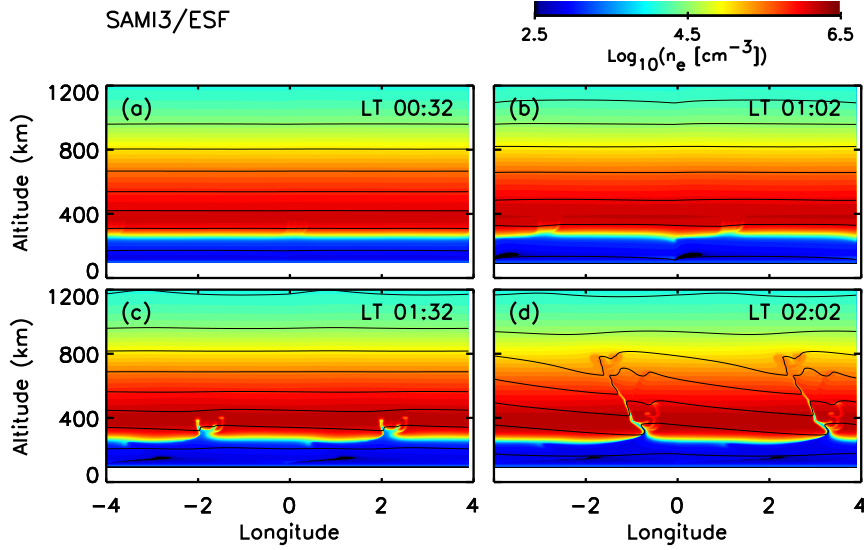 SAMI3/ESF
2.5 4.5 6.5
Log10(ne [cm−3])
1200 (a) LT 00:32 (b) LT 01:02
800
400
0
Altitude (km)
1200 (c) LT 01:32 (d) LT 02:02
800
400
0
Altitude (km)
−4 −2 0 2 4 −2 0 2 4
Longitude Longitude